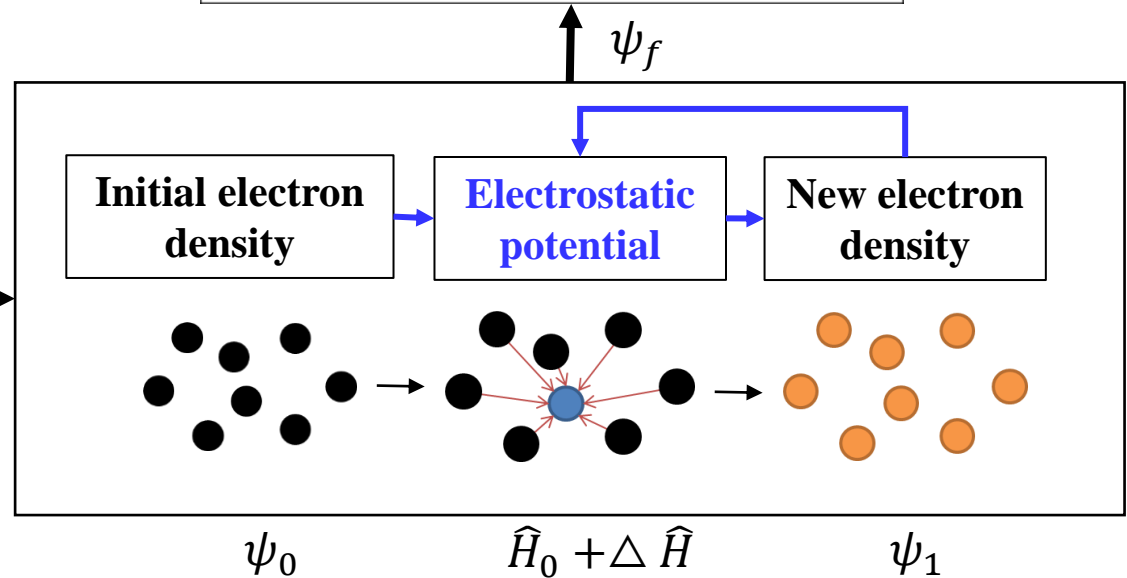 ψ_f
Initial electron
density
Electrostatic
potential
New electron
density
ψ_0
Ĥ_0 + △ Ĥ
ψ_1